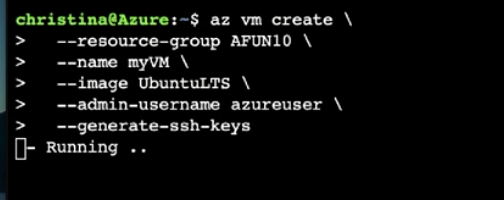 christina@Azure:~$ az vm create \
>   --resource-group AFUN10 \
>   --name myVM \
>   --image UbuntuLTS \
>   --admin-username azureuser \
>   --generate-ssh-keys
- Running ..